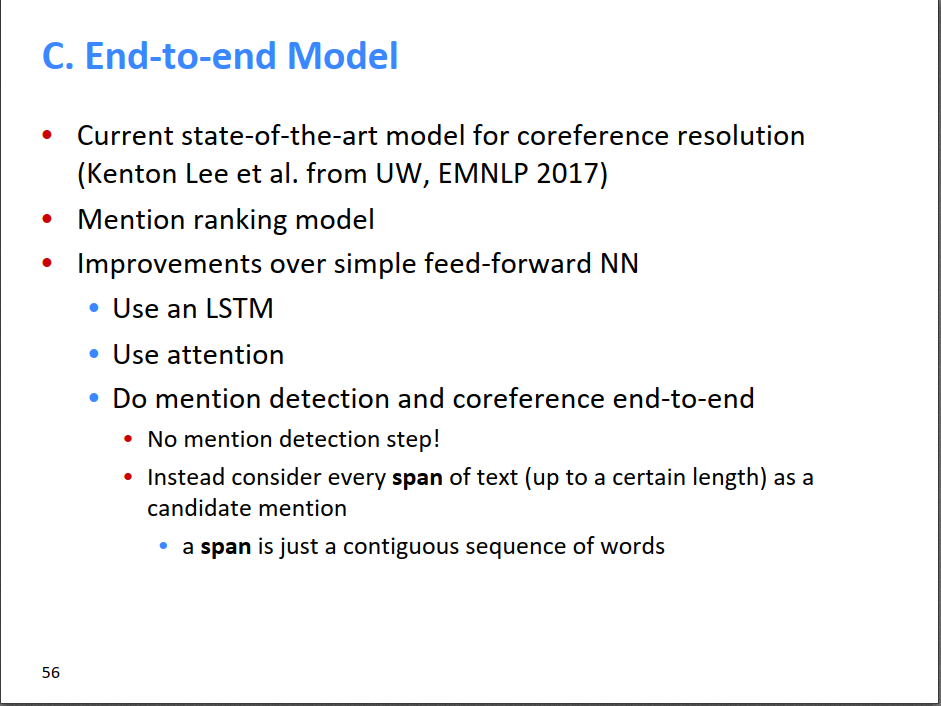 C. End-to-end Model
• Current state-of-the-art model for coreference resolution
(Kenton Lee et al. from UW, EMNLP 2017)
• Mention ranking model
• Improvements over simple feed-forward NN
• Use an LSTM
• Use attention
• Do mention detection and coreference end-to-end
• No mention detection step!
• Instead consider every span of text (up to a certain length) as a
candidate mention
• a span is just a contiguous sequence of words
56